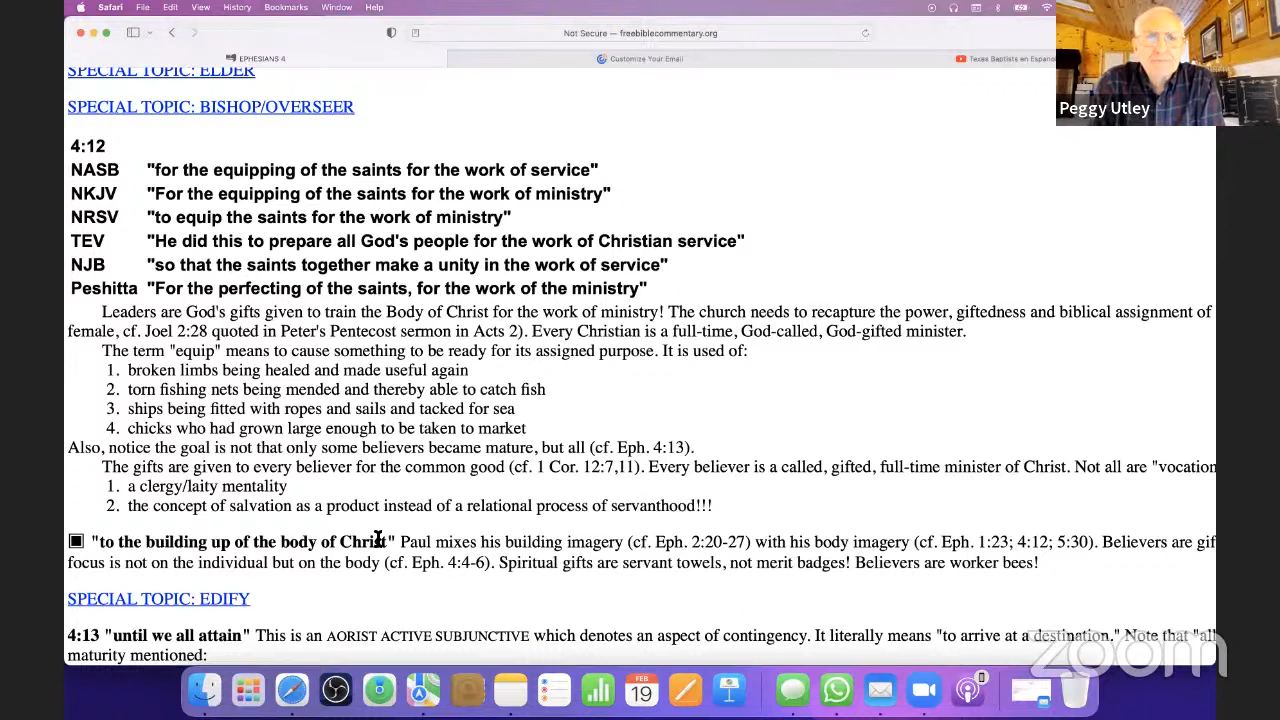 Safari File Edit View History Bookmarks Window Help
Not Secure — freebiblecommentary.org
EPHESIANS 4
Customize Your Email
Texas Baptists en Espano
Peggy Utley
SPECIAL TOPIC: ELDER
SPECIAL TOPIC: BISHOP/OVERSEER
4:12
NASB "for the equipping of the saints for the work of service"
NKJV "For the equipping of the saints for the work of ministry"
NRSV "to equip the saints for the work of ministry"
TEV "He did this to prepare all God's people for the work of Christian service"
NJB "so that the saints together make a unity in the work of service"
Peshitta "For the perfecting of the saints, for the work of the ministry"
Leaders are God's gifts given to train the Body of Christ for the work of ministry! The church needs to recapture the power, giftedness and biblical assignment of
female, cf. Joel 2:28 quoted in Peter's Pentecost sermon in Acts 2). Every Christian is a full-time, God-called, God-gifted minister.
The term "equip" means to cause something to be ready for its assigned purpose. It is used of:
1. broken limbs being healed and made useful again
2. torn fishing nets being mended and thereby able to catch fish
3. ships being fitted with ropes and sails and tacked for sea
4. chicks who had grown large enough to be taken to market
Also, notice the goal is not that only some believers became mature, but all (cf. Eph. 4:13).
The gifts are given to every believer for the common good (cf. 1 Cor. 12:7,11). Every believer is a called, gifted, full-time minister of Christ. Not all are "vocation
1. a clergy/laity mentality
2. the concept of salvation as a product instead of a relational process of servanthood!!!
"to the building up of the body of Christ" Paul mixes his building imagery (cf. Eph. 2:20-27) with his body imagery (cf. Eph. 1:23; 4:12; 5:30). Believers are gif
focus is not on the individual but on the body (cf. Eph. 4:4-6). Spiritual gifts are servant towels, not merit badges! Believers are worker bees!
SPECIAL TOPIC: EDIFY
4:13 "until we all attain" This is an AORIST ACTIVE SUBJUNCTIVE which denotes an aspect of contingency. It literally means "to arrive at a destination." Note that "all
maturity mentioned:
zoom
FEB
19